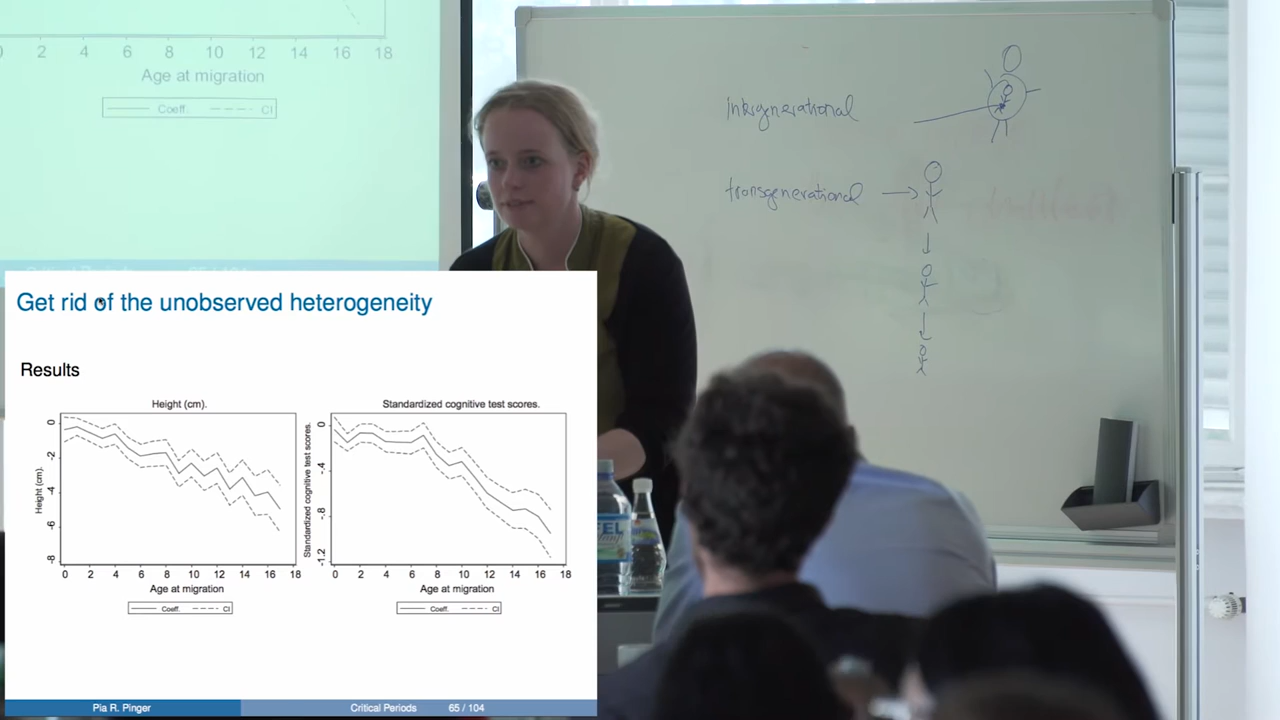 0 2 4 6 8 10 12 14 16 18
Age at migration
Coeff. CI
65 / 104
intergenerational
transgenerational
Get rid of the unobserved heterogeneity
Results
Height (cm).
Height (cm).
0
-2
-4
-6
-8
0 2 4 6 8 10 12 14 16 18
Age at migration
Coeff. CI
Standardized cognitive test scores.
Standardized cognitive test scores.
0
-.4
-.8
-1.2
0 2 4 6 8 10 12 14 16 18
Age at migration
Coeff. CI
Pia R. Pinger
Critical Periods 65 / 104